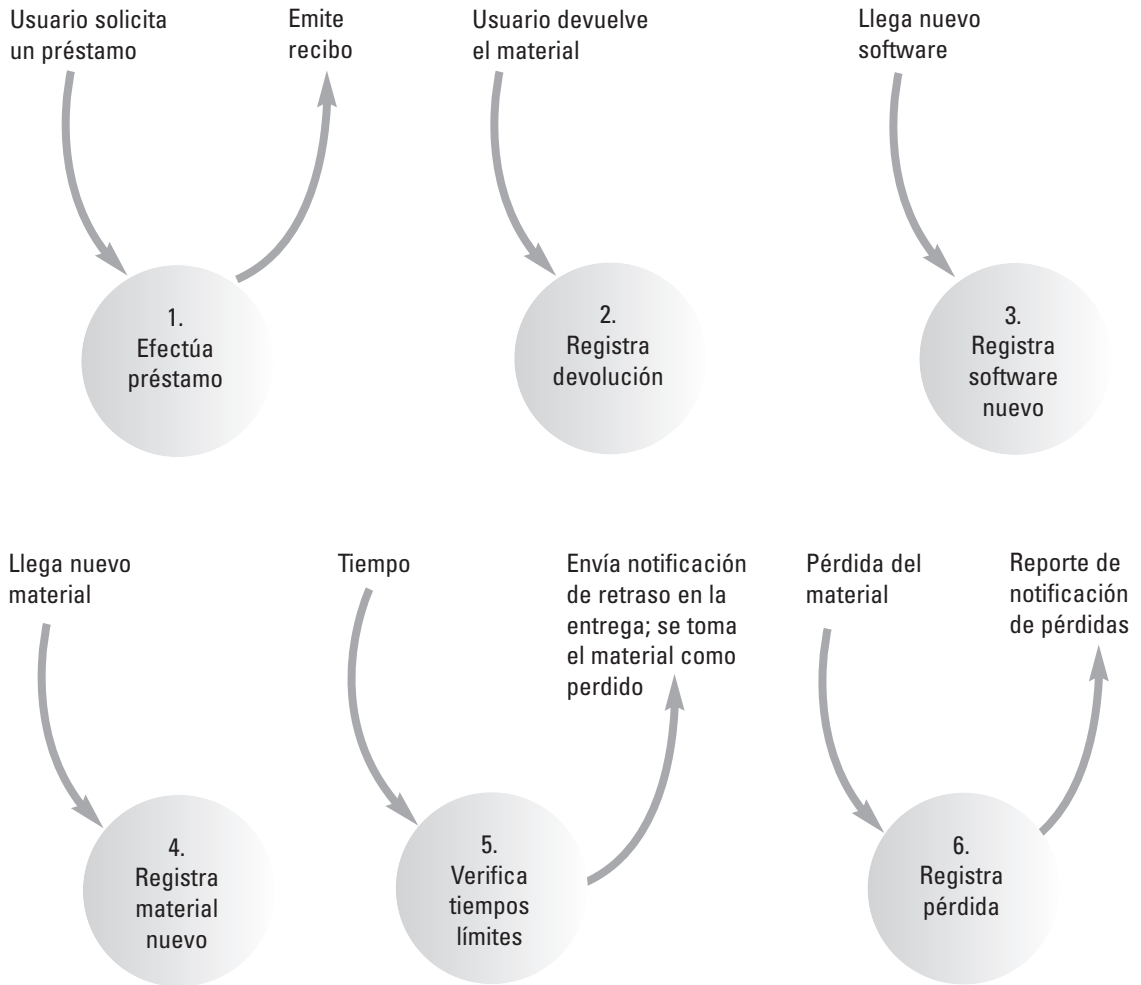 Usuario solicita
un préstamo
Emite
recibo
Usuario devuelve
el material
Llega nuevo
software
1.
Efectúa
préstamo
2.
Registra
devolución
3.
Registra
software
nuevo
Llega nuevo
material
Tiempo
Envía notificación
de retraso en la
entrega; se toma
el material como
perdido
Pérdida del
material
Reporte de
notificación
de pérdidas
4.
Registra
material
nuevo
5.
Verifica
tiempos
límites
6.
Registra
pérdida